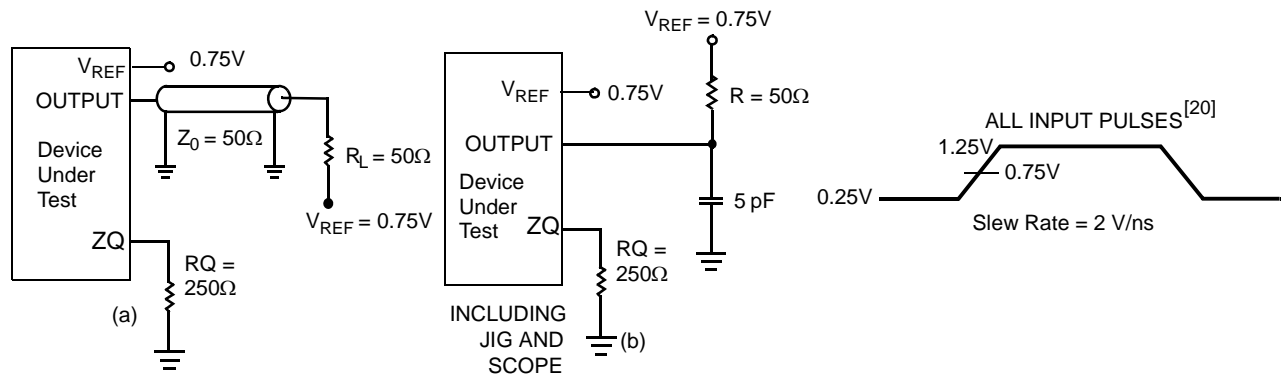 V_REF
0.75V
OUTPUT
Z_0 = 50Ω
Device
Under
Test
R_L = 50Ω
V_REF = 0.75V
ZQ
RQ =
250Ω
(a)
V_REF = 0.75V
V_REF
0.75V
R = 50Ω
OUTPUT
Device
Under
Test
5 pF
ZQ
RQ =
250Ω
INCLUDING
JIG AND
SCOPE
(b)
ALL INPUT PULSES[20]
1.25V
0.75V
0.25V
Slew Rate = 2 V/ns